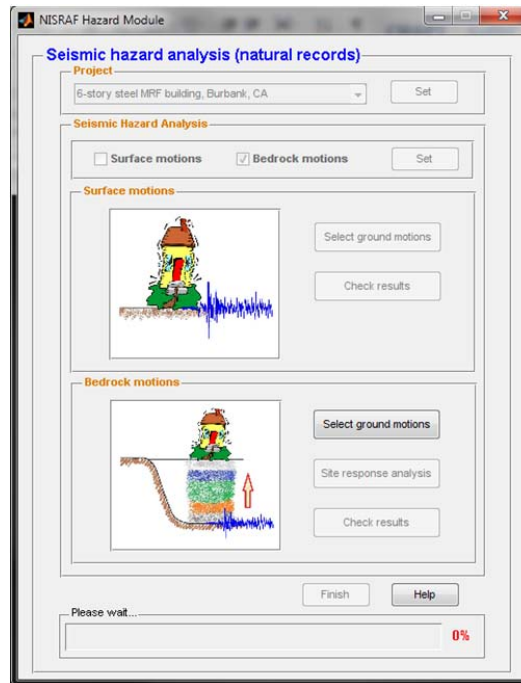 NISRAF Hazard Module
Seismic hazard analysis (natural records)
Project
6-story steel MRF building, Burbank, CA
Set
Seismic Hazard Analysis
Surface motions
Bedrock motions
Set
Surface motions
Select ground motions
Check results
Bedrock motions
Select ground motions
Site response analysis
Check results
Finish
Help
Please wait...
0%